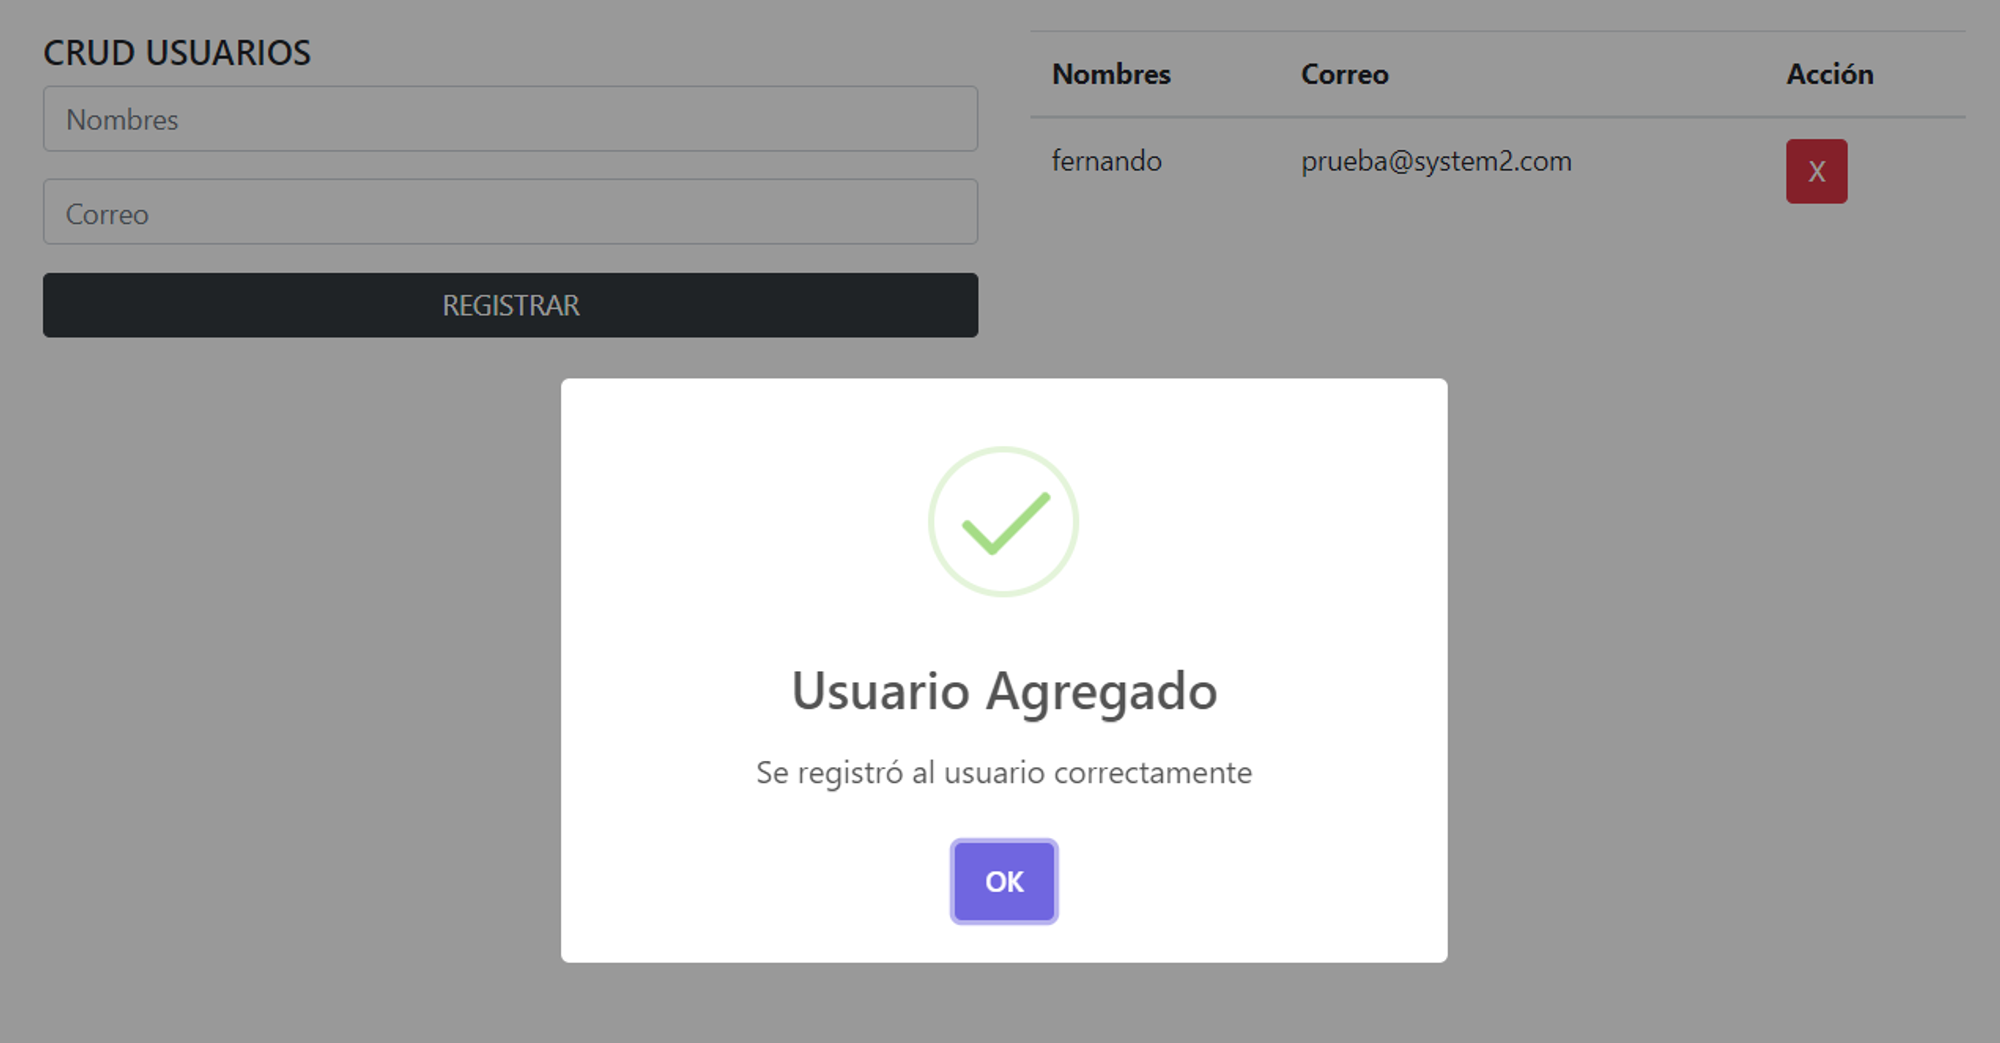 CRUD USUARIOS
Nombres
Correo
REGISTRAR
Nombres Correo Acción
fernando prueba@system2.com X
Usuario Agregado
Se registró al usuario correctamente
OK